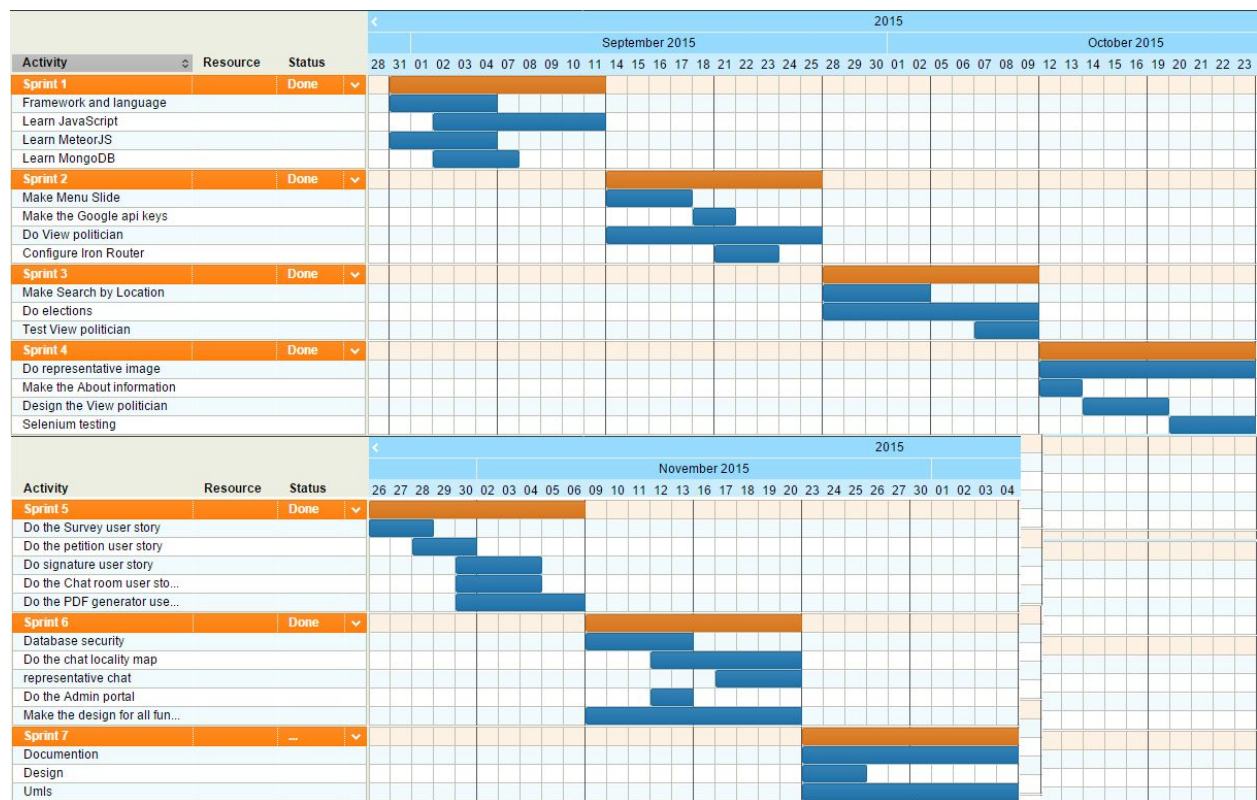 2015
September 2015 October 2015
Activity Resource Status 28 31 01 02 03 04 07 08 09 10 11 14 15 16 17 18 21 22 23 24 25 28 29 30 01 02 05 06 07 08 09 12 13 14 15 16 19 20 21 22 23
Sprint 1 Done
Framework and language
Learn JavaScript
Learn MeteorJS
Learn MongoDB
Sprint 2 Done
Make Menu Slide
Make the Google api keys
Do View politician
Configure Iron Router
Sprint 3 Done
Make Search by Location
Do elections
Test View politician
Sprint 4 Done
Do representative image
Make the About information
Design the View politician
Selenium testing
2015
November 2015
Activity Resource Status 26 27 28 29 30 02 03 04 05 06 09 10 11 12 13 16 17 18 19 20 23 24 25 26 27 30 01 02 03 04
Sprint 5 Done
Do the Survey user story
Do the petition user story
Do signature user story
Do the Chat room user sto...
Do the PDF generator use...
Sprint 6 Done
Database security
Do the chat locality map
representative chat
Do the Admin portal
Make the design for all fun...
Sprint 7 ...
Documention
Design
Umls